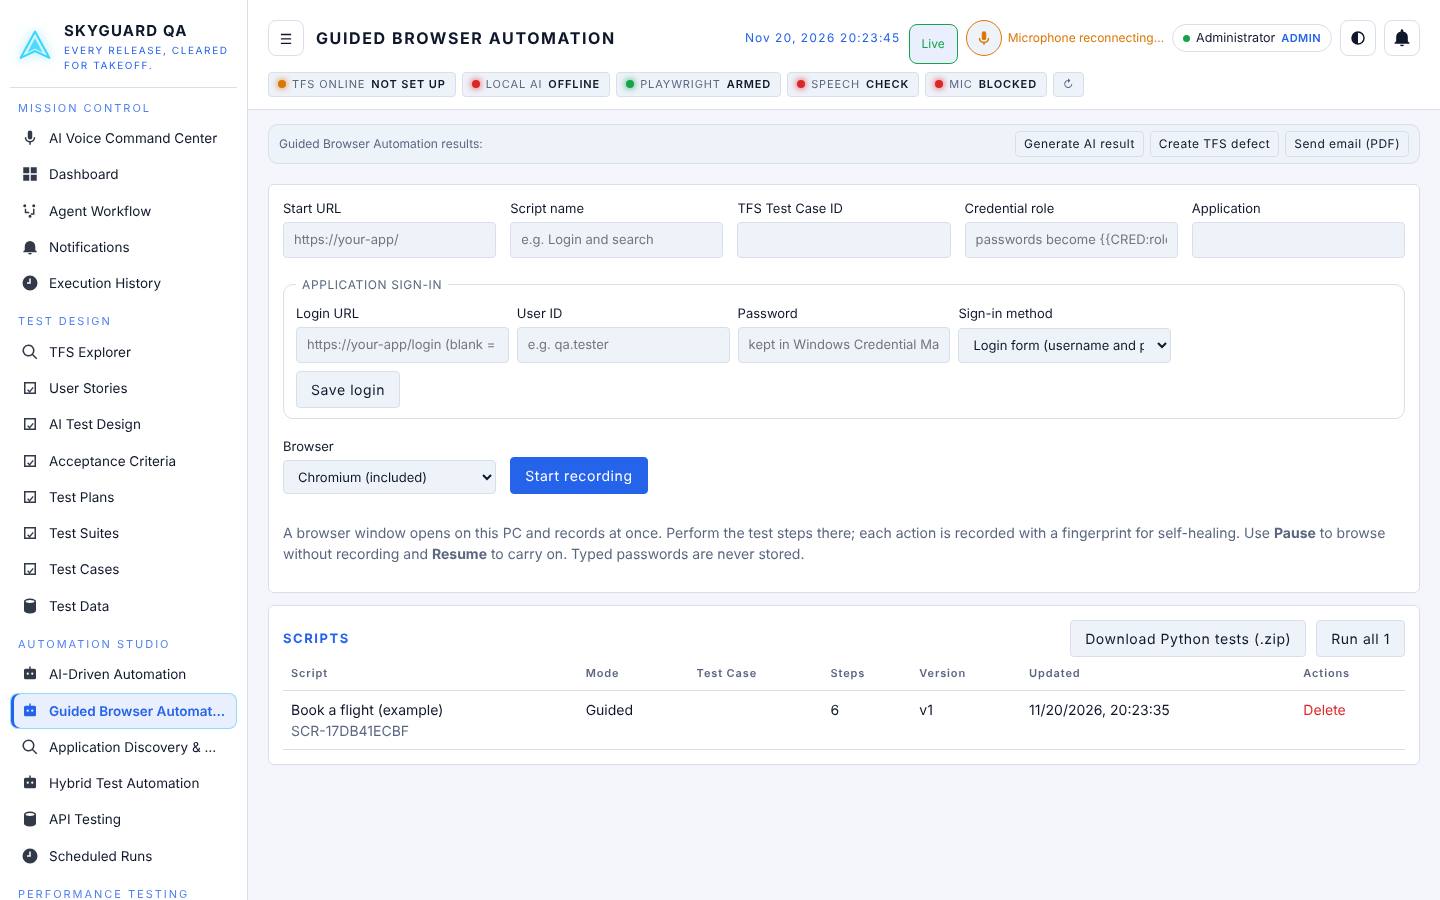 SKYGUARD QA
EVERY RELEASE, CLEARED
FOR TAKEOFF.
MISSION CONTROL
AI Voice Command Center
Dashboard
Agent Workflow
Notifications
Execution History
TEST DESIGN
TFS Explorer
User Stories
AI Test Design
Acceptance Criteria
Test Plans
Test Suites
Test Cases
Test Data
AUTOMATION STUDIO
AI-Driven Automation
Guided Browser Automat...
Application Discovery & ...
Hybrid Test Automation
API Testing
Scheduled Runs
PERFORMANCE TESTING
GUIDED BROWSER AUTOMATION
Nov 20, 2026 20:23:45
Live
Microphone reconnecting...
Administrator ADMIN
TFS ONLINE NOT SET UP
LOCAL AI OFFLINE
PLAYWRIGHT ARMED
SPEECH CHECK
MIC BLOCKED
Guided Browser Automation results:
Generate AI result
Create TFS defect
Send email (PDF)
Start URL
Script name
TFS Test Case ID
Credential role
Application
https://your-app/
e.g. Login and search
passwords become {{CRED:role
APPLICATION SIGN-IN
Login URL
User ID
Password
Sign-in method
https://your-app/login (blank =
e.g. qa.tester
kept in Windows Credential Ma
Login form (username and p
Save login
Browser
Chromium (included)
Start recording
A browser window opens on this PC and records at once. Perform the test steps there; each action is recorded with a fingerprint for self-healing. Use Pause to browse
without recording and Resume to carry on. Typed passwords are never stored.
SCRIPTS
Download Python tests (.zip)
Run all 1
Script Mode Test Case Steps Version Updated Actions
Book a flight (example) Guided 6 v1 11/20/2026, 20:23:35 Delete
SCR-17DB41ECBF